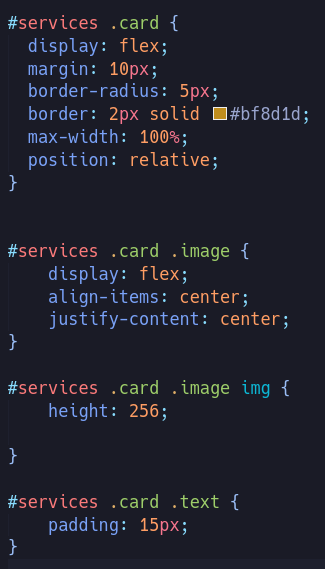 #services .card {
  display: flex;
  margin: 10px;
  border-radius: 5px;
  border: 2px solid #bf8d1d;
  max-width: 100%;
  position: relative;
}
#services .card .image {
    display: flex;
    align-items: center;
    justify-content: center;
}
#services .card .image img {
    height: 256;
}
#services .card .text {
    padding: 15px;
}